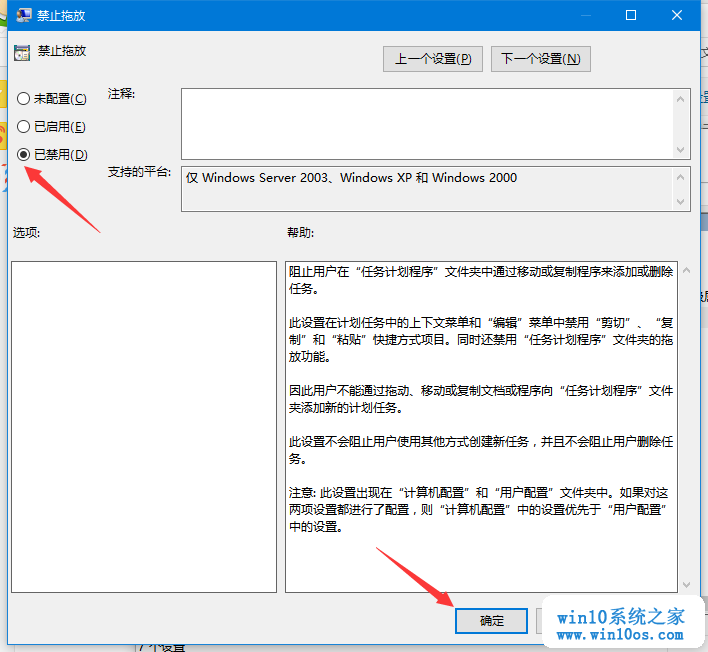 禁止拖放
禁止拖放
上一个设置(P)
下一个设置(N)
未配置(C)
注释:
已启用(E)
已禁用(D)
支持的平台:
仅 Windows Server 2003、Windows XP 和 Windows 2000
选项:
帮助:
阻止用户在“任务计划程序”文件夹中通过移动或复制程序来添加或删除
任务。
此设置在计划任务中的上下文菜单和“编辑”菜单中禁用“剪切”、“复
制”和“粘贴”快捷方式项目。同时还禁用“任务计划程序”文件夹的拖
放功能。
因此用户不能通过拖动、移动或复制文档或程序向“任务计划程序”文件
夹添加新的计划任务。
此设置不会阻止用户使用其他方式创建新任务，并且不会阻止用户删除任
务。
注意: 此设置出现在“计算机配置”和“用户配置”文件夹中。如果对这
两项设置都进行了配置，则“计算机配置”中的设置优先于“用户配置”
中的设置。
确定
win10系统之家
www.win10os.com
7 个设置